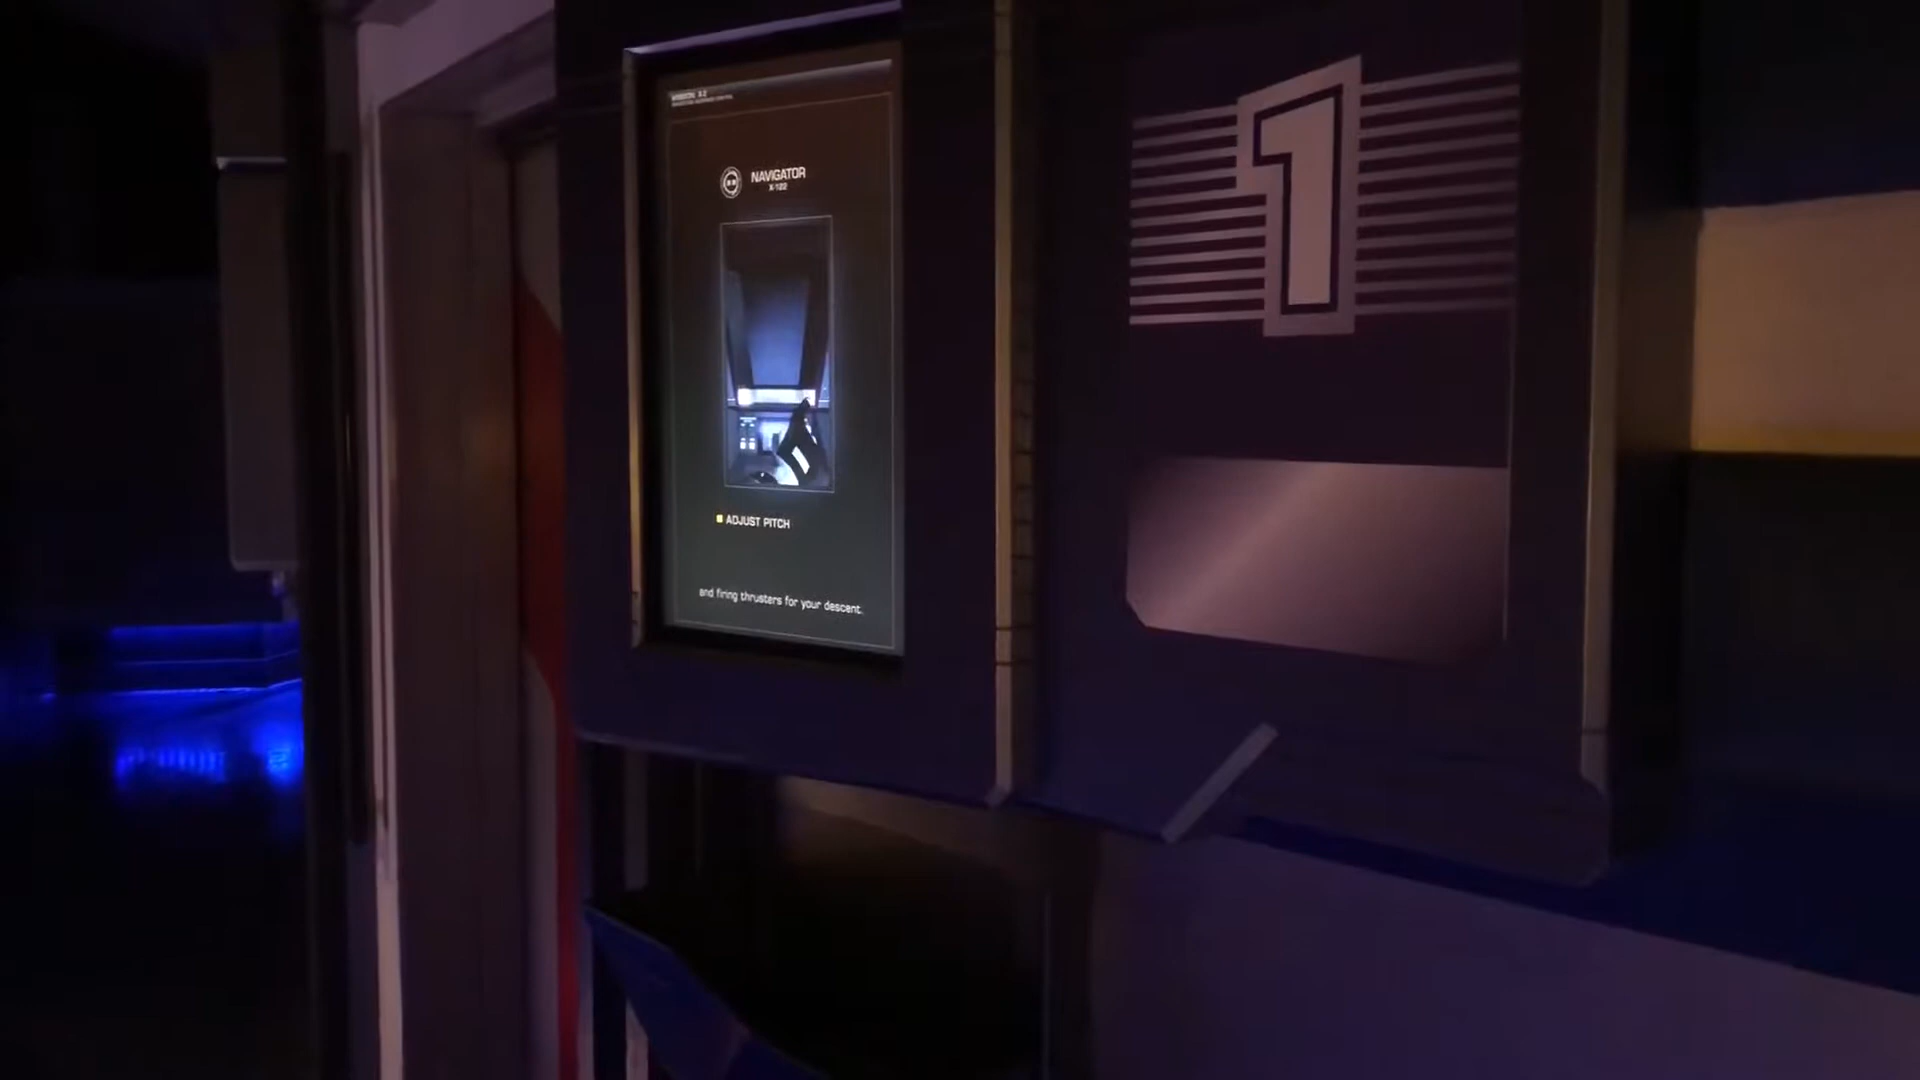 NAVIGATOR
X-122
ADJUST PITCH
and firing thrusters for your descent.
1